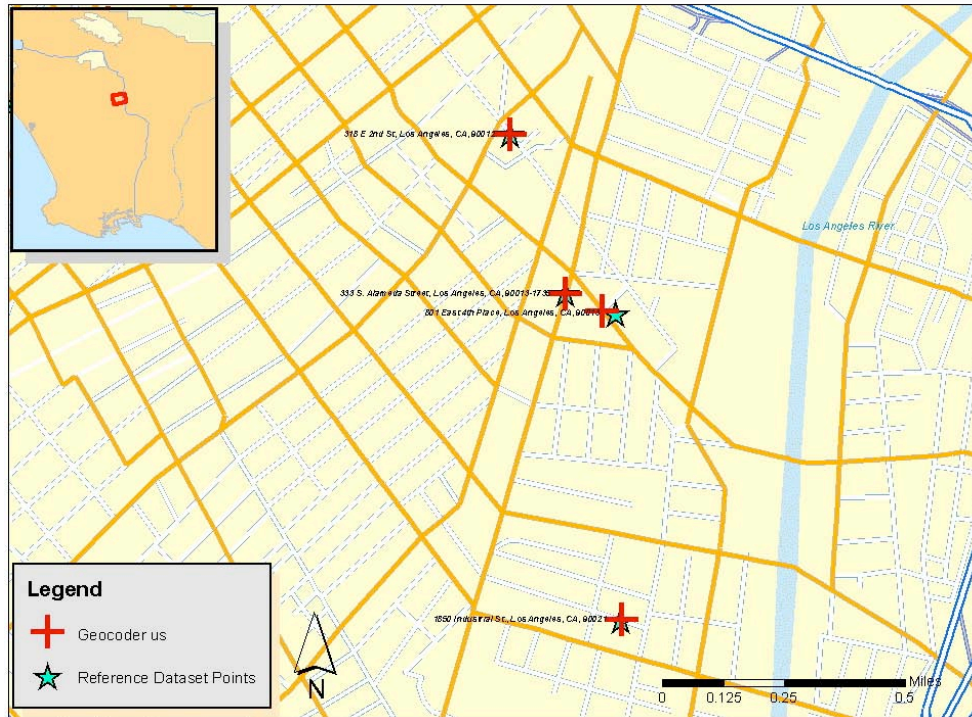 318 E 2nd St, Los Angeles, CA, 90012
Los Angeles River
333 S. Alameda Street, Los Angeles, CA, 90013-1735
801 East 4th Place, Los Angeles, CA, 90013
1850 Industrial St., Los Angeles, CA, 90021
Legend
Geocoder us
Reference Dataset Points
N
Miles
0 0.125 0.25 0.5